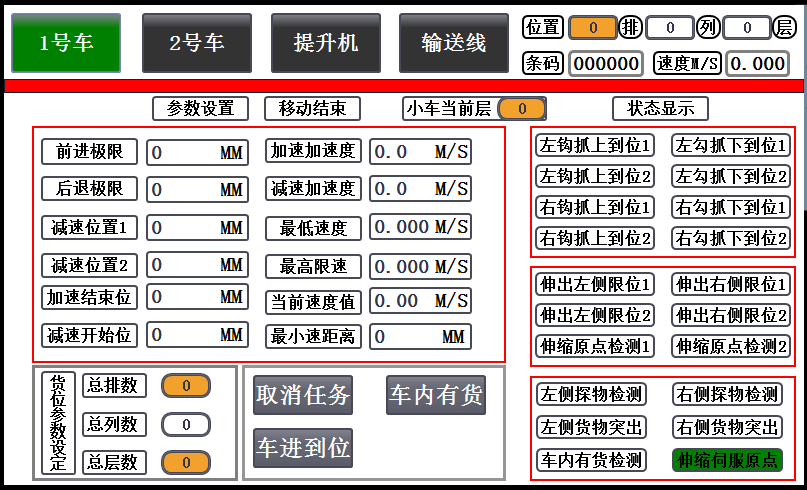 1号车 2号车 提升机 输送线 位置 0 排 0 列 0 层
条码 000000 速度M/S 0.000
参数设置 移动结束 小车当前层 0 状态显示
前进极限 0 MM 加速加速度 0.0 M/S 左钩抓上到位1 左勾抓下到位1
后退极限 0 MM 减速加速度 0.0 M/S 左钩抓上到位2 左勾抓下到位2
减速位置1 0 MM 最低速度 0.000 M/S 右钩抓上到位1 右勾抓下到位1
减速位置2 0 MM 最高限速 0.000 M/S 右钩抓上到位2 右勾抓下到位2
加速结束位 0 MM 当前速度值 0.00 M/S 伸出左侧限位1 伸出右侧限位1
减速开始位 0 MM 最小速距离 0 MM 伸出左侧限位2 伸出右侧限位2
伸缩原点检测1 伸缩原点检测2
货位参数设定 总排数 0 取消任务 车内有货 左侧探物检测 右侧探物检测
总列数 0 车进到位 左侧货物突出 右侧货物突出
总层数 0 车内有货检测 伸缩伺服原点